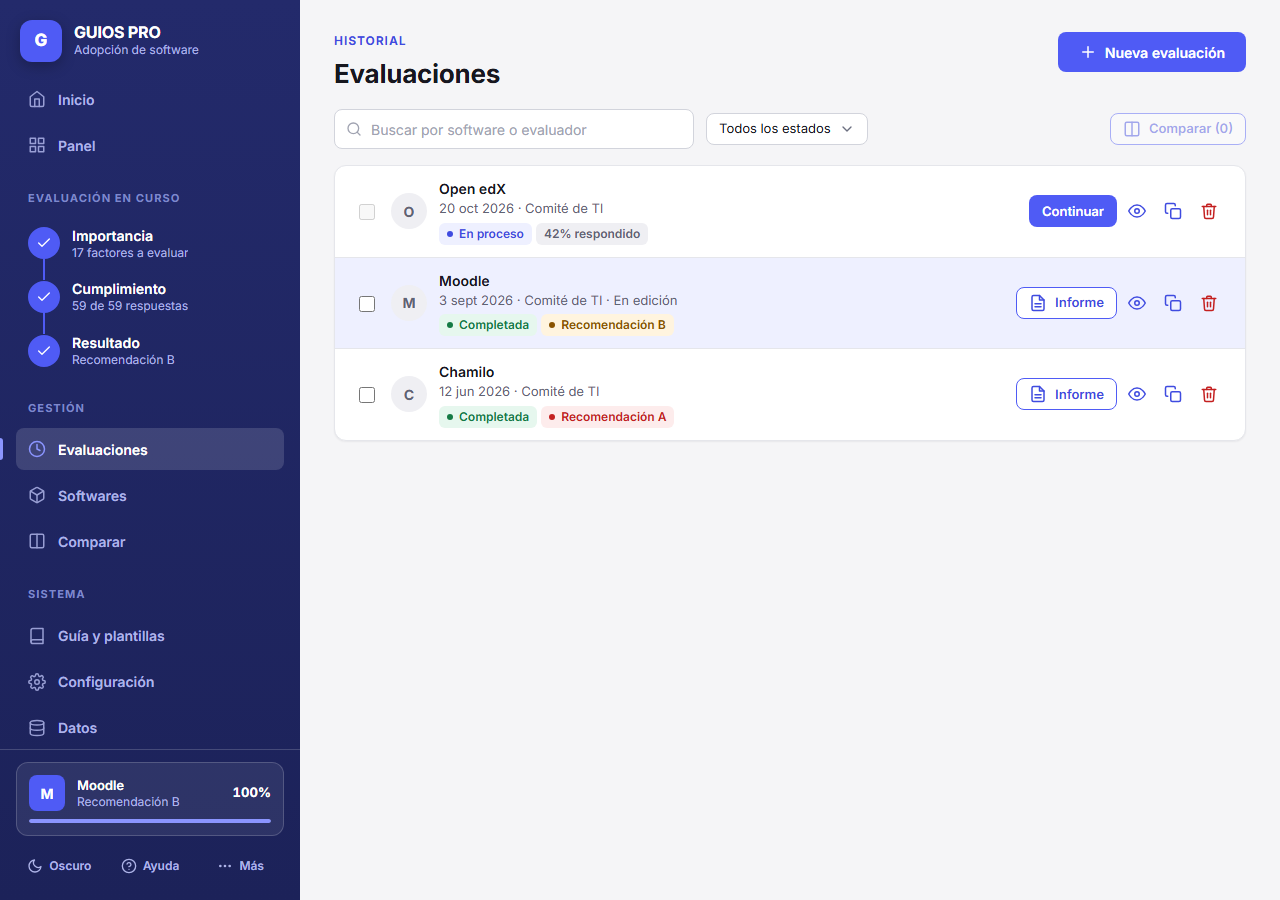 G
GUIOS PRO
Adopción de software
Inicio
Panel
EVALUACIÓN EN CURSO
Importancia
17 factores a evaluar
Cumplimiento
59 de 59 respuestas
Resultado
Recomendación B
GESTIÓN
Evaluaciones
Softwares
Comparar
SISTEMA
Guía y plantillas
Configuración
Datos
M
Moodle
Recomendación B
100%
Oscuro
Ayuda
Más
HISTORIAL
Evaluaciones
Nueva evaluación
Buscar por software o evaluador
Todos los estados
Comparar (0)
O
Open edX
20 oct 2026 · Comité de TI
En proceso
42% respondido
Continuar
M
Moodle
3 sept 2026 · Comité de TI · En edición
Completada
Recomendación B
Informe
C
Chamilo
12 jun 2026 · Comité de TI
Completada
Recomendación A
Informe